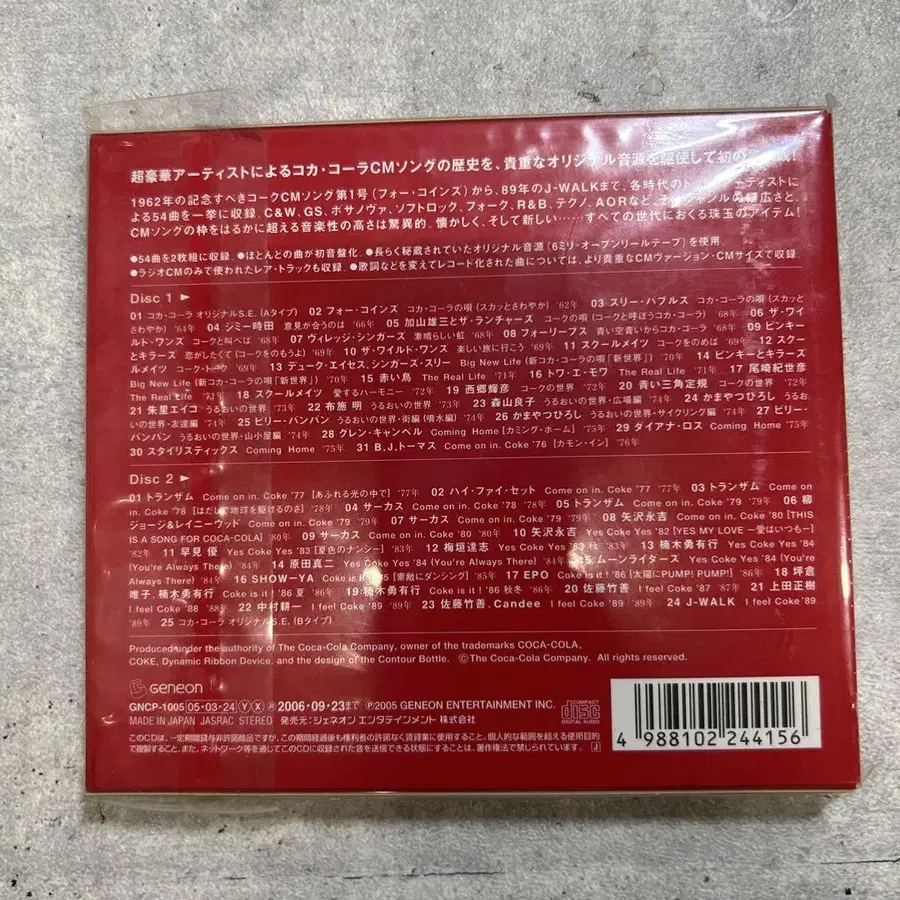 超豪華アーティストによるコカ・コーラCMソングの歴史を、貴重なオリジナル音源を駆使して初の
1962年の記念すべきコークCMソング第1号(フォー・コインズ)から、89年のJ-WALKまで、各時代の
による54曲を一挙に収録。C&W、GS、ボサノヴァ、ソフトロック、フォーク、R&B、テクノ、AORなど、そのジャンルの幅広さと、
CMソングの枠をはるかに超える音楽性の高さは驚異的。懐かしく、そして新しい……すべての世代におくる珠玉のアイテム!
●54曲を2枚組に収録 ●ほとんどの曲が初音盤化 ●長らく秘蔵されていたオリジナル音源〔6ミリ・オープンリールテープ〕を使用
●ラジオCMのみで使われたレア・トラックも収録 ●歌詞などを変えてレコード化された曲については、より貴重なCMヴァージョン・CMサイズで収録
Disc 1 ►
01 コカ・コーラ オリジナルS.E. (Aタイプ) 02 フォー・コインズ コカ・コーラの唄 (スカッとさわやか) '62年 03 スリー・バブルス コカ・コーラの唄 (スカッと
さわやか) '64年 04 ジミー時田 意見が合うのは '66年 05 加山雄三とザ・ランチャーズ コークの唄 (コークと呼ぼうコカ・コーラ) '68年 06 ザ・ワイ
ルド・ワンズ コークと叫べば '68年 07 ヴィレッジ・シンガーズ 素晴らしい虹 '68年 08 フォーリーブス 青い空青いからコカ・コーラ '68年 09 ピンキー
とキラーズ 恋がしたくて (コークをのもうよ) '69年 10 ザ・ワイルド・ワンズ 楽しい旅に行こう '69年 11 スクールメイツ コークをのめば '69年 12 スクー
ルメイツ コーク・トーク '69年 13 デューク・エイセス、シンガーズ・スリー Big New Life (新コカ・コーラの唄「新世界」) '70年 14 ピンキーとキラーズ
Big New Life (新コカ・コーラの唄「新世界」) '70年 15 赤い鳥 The Real Life '71年 16 トワ・エ・モワ The Real Life '71年 17 尾崎紀世彦
The Real Life '71年 18 スクールメイツ 愛するハーモニー '72年 19 西郷輝彦 コークの世界 '72年 20 青い三角定規 コークの世界 '72年
21 朱里エイコ うるおいの世界 '73年 22 布施 明 うるおいの世界 '73年 23 森山良子 うるおいの世界・広場編 '74年 24 かまやつひろし うるお
いの世界・友達編 '74年 25 ビリー・バンバン うるおいの世界・街編 (噴水編) '74年 26 かまやつひろし うるおいの世界・サイクリング編 '74年 27 ビリー・
バンバン うるおいの世界・山小屋編 '74年 28 グレン・キャンベル Coming Home [カミング・ホーム] '75年 29 ダイアナ・ロス Coming Home '75年
30 スタイリスティックス Coming Home '75年 31 B.J.トーマス Come on in. Coke '76 [カモン・イン] '76年
Disc 2 ►
01 トランザム Come on in. Coke '77 [あふれる光の中で] '77年 02 ハイ・ファイ・セット Come on in. Coke '77 '77年 03 トランザム Come on
in. Coke '78 [はだしで地球を駆けるのさ] '78年 04 サーカス Come on in. Coke '78 '78年 05 トランザム Come on in. Coke '79 '79年 06 柳
ジョージ&レイニーウッド Come on in. Coke '79 '79年 07 サーカス Come on in. Coke '79 '79年 08 矢沢永吉 Come on in. Coke '80 [THIS
IS A SONG FOR COCA-COLA] '80年 09 サーカス Come on in. Coke '80 '80年 10 矢沢永吉 Yes Coke Yes '82 [YES MY LOVE ー愛はいつもー]
'82年 11 早見 優 Yes Coke Yes '83 [夏色のナンシー] '83年 12 梅垣達志 Yes Coke Yes '83 秋 '83年 13 楠木勇有行 Yes Coke Yes '84
(You're Always There) '84年 14 原田真二 Yes Coke Yes '84 (You're Always There) '84年 15 ムーンライターズ Yes Coke Yes '84 (You're
Always There) '84年 16 SHOW-YA Coke is it! '85 [素敵にダンシング] '85年 17 EPO Coke is it! '86 [太陽にPUMP! PUMP!] '86年 18 坪倉
唯子、楠木勇有行 Coke is it! '86 夏 '86年 19 楠木勇有行 Coke is it! '86 秋冬 '86年 20 佐藤竹善 I feel Coke '87 '87年 21 上田正樹
I feel Coke '88 '88年 22 中村耕一 I feel Coke '89 '89年 23 佐藤竹善、Candee I feel Coke '89 '89年 24 J-WALK I feel Coke '89
'89年 25 コカ・コーラ オリジナルS.E. (Bタイプ)
Produced under the authority of The Coca-Cola Company, owner of the trademarks COCA-COLA,
COKE, Dynamic Ribbon Device, and the design of the Contour Bottle. ©The Coca-Cola Company. All rights reserved.
GENEON
GNCP-1005 05・03・24 Y X 2006・09・23まで ℗2005 GENEON ENTERTAINMENT INC.
MADE IN JAPAN JASRAC STEREO 発売元:ジェネオン エンタテインメント 株式会社
このCDは、一定期間貸与非許諾商品ですが、この期間経過後も権利者の許諾なく賃貸業に使用すること、個人的な範囲を超える使用目的
で複製すること、また、ネットワーク等を通してこのCDに収録された音を送信できる状態にすることは、著作権法で禁じられています。 J
COMPACT
disc
DIGITAL AUDIO
4 988102 244156